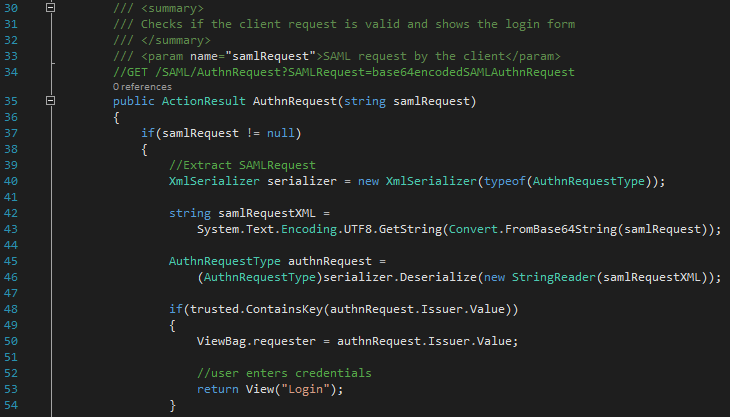 30 /// <summary>
31 /// Checks if the client request is valid and shows the login form
32 /// </summary>
33 /// <param name="samlRequest">SAML request by the client</param>
34 //GET /SAML/AuthnRequest?SAMLRequest=base64encodedSAMLAuthnRequest
0 references
35 public ActionResult AuthnRequest(string samlRequest)
36 {
37 if(samlRequest != null)
38 {
39 //Extract SAMLRequest
40 XmlSerializer serializer = new XmlSerializer(typeof(AuthnRequestType));
41
42 string samlRequestXML =
43 System.Text.Encoding.UTF8.GetString(Convert.FromBase64String(samlRequest));
44
45 AuthnRequestType authnRequest =
46 (AuthnRequestType)serializer.Deserialize(new StringReader(samlRequestXML));
47
48 if(trusted.ContainsKey(authnRequest.Issuer.Value))
49 {
50 ViewBag.requester = authnRequest.Issuer.Value;
51
52 //user enters credentials
53 return View("Login");
54 }